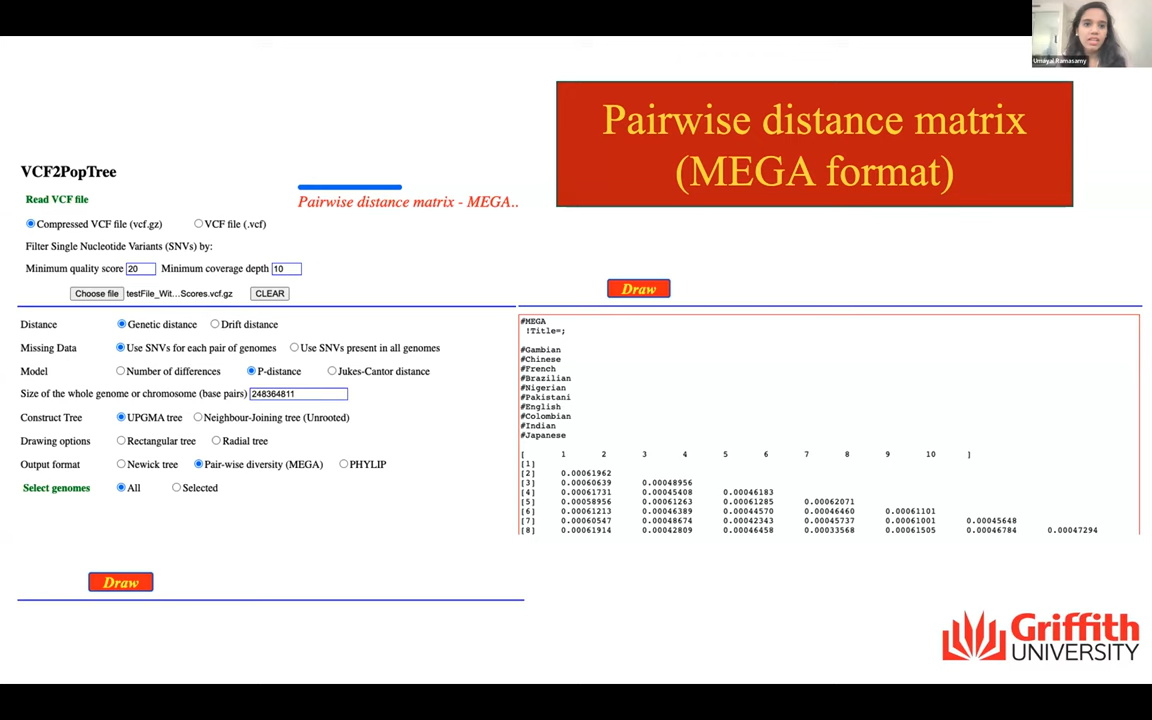 Umayal Ramasamy
Pairwise distance matrix
(MEGA format)
VCF2PopTree
Read VCF file
Pairwise distance matrix - MEGA..
Compressed VCF file (vcf.gz) VCF file (.vcf)
Filter Single Nucleotide Variants (SNVs) by:
Minimum quality score 20 Minimum coverage depth 10
Choose file testFile_Wit...Scores.vcf.gz CLEAR
Draw
Distance Genetic distance Drift distance
Missing Data Use SNVs for each pair of genomes Use SNVs present in all genomes
Model Number of differences P-distance Jukes-Cantor distance
Size of the whole genome or chromosome (base pairs) 248364811
Construct Tree UPGMA tree Neighbour-Joining tree (Unrooted)
Drawing options Rectangular tree Radial tree
Output format Newick tree Pair-wise diversity (MEGA) PHYLIP
Select genomes All Selected
Draw
#MEGA
!Title=;
#Gambian
#Chinese
#French
#Brazilian
#Nigerian
#Pakistani
#English
#Colombian
#Indian
#Japanese
[ 1 2 3 4 5 6 7 8 9 10 ]
[1]
[2] 0.00061962
[3] 0.00060639 0.00048956
[4] 0.00061731 0.00045408 0.00046183
[5] 0.00058956 0.00061263 0.00061285 0.00062071
[6] 0.00061213 0.00046389 0.00044570 0.00046460 0.00061101
[7] 0.00060547 0.00048674 0.00042343 0.00045737 0.00061001 0.00045648
[8] 0.00061914 0.00042809 0.00046458 0.00033568 0.00061505 0.00046784 0.00047294
Griffith
UNIVERSITY